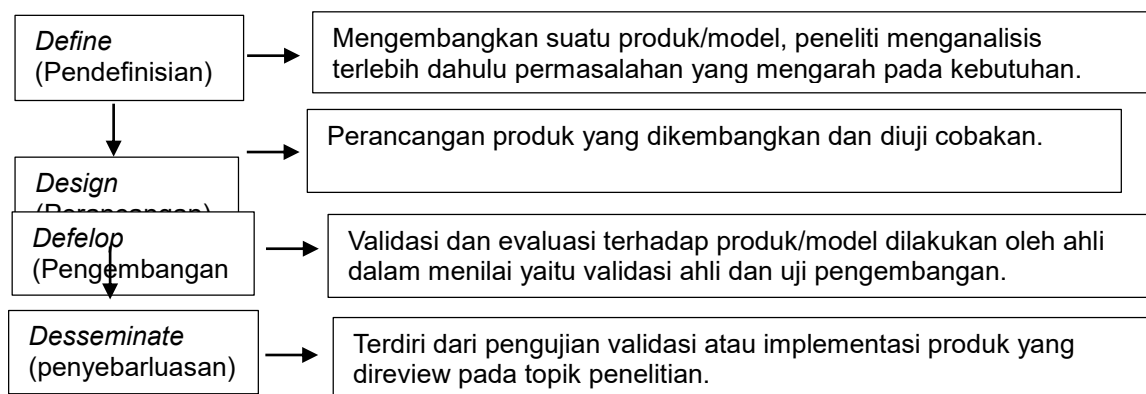 Define
(Pendefinisian)
Mengembangkan suatu produk/model, peneliti menganalisis
terlebih dahulu permasalahan yang mengarah pada kebutuhan.
Design
(Perancangan)
Perancangan produk yang dikembangkan dan diuji cobakan.
Defelop
(Pengembangan
Validasi dan evaluasi terhadap produk/model dilakukan oleh ahli
dalam menilai yaitu validasi ahli dan uji pengembangan.
Desseminate
(penyebarluasan)
Terdiri dari pengujian validasi atau implementasi produk yang
direview pada topik penelitian.